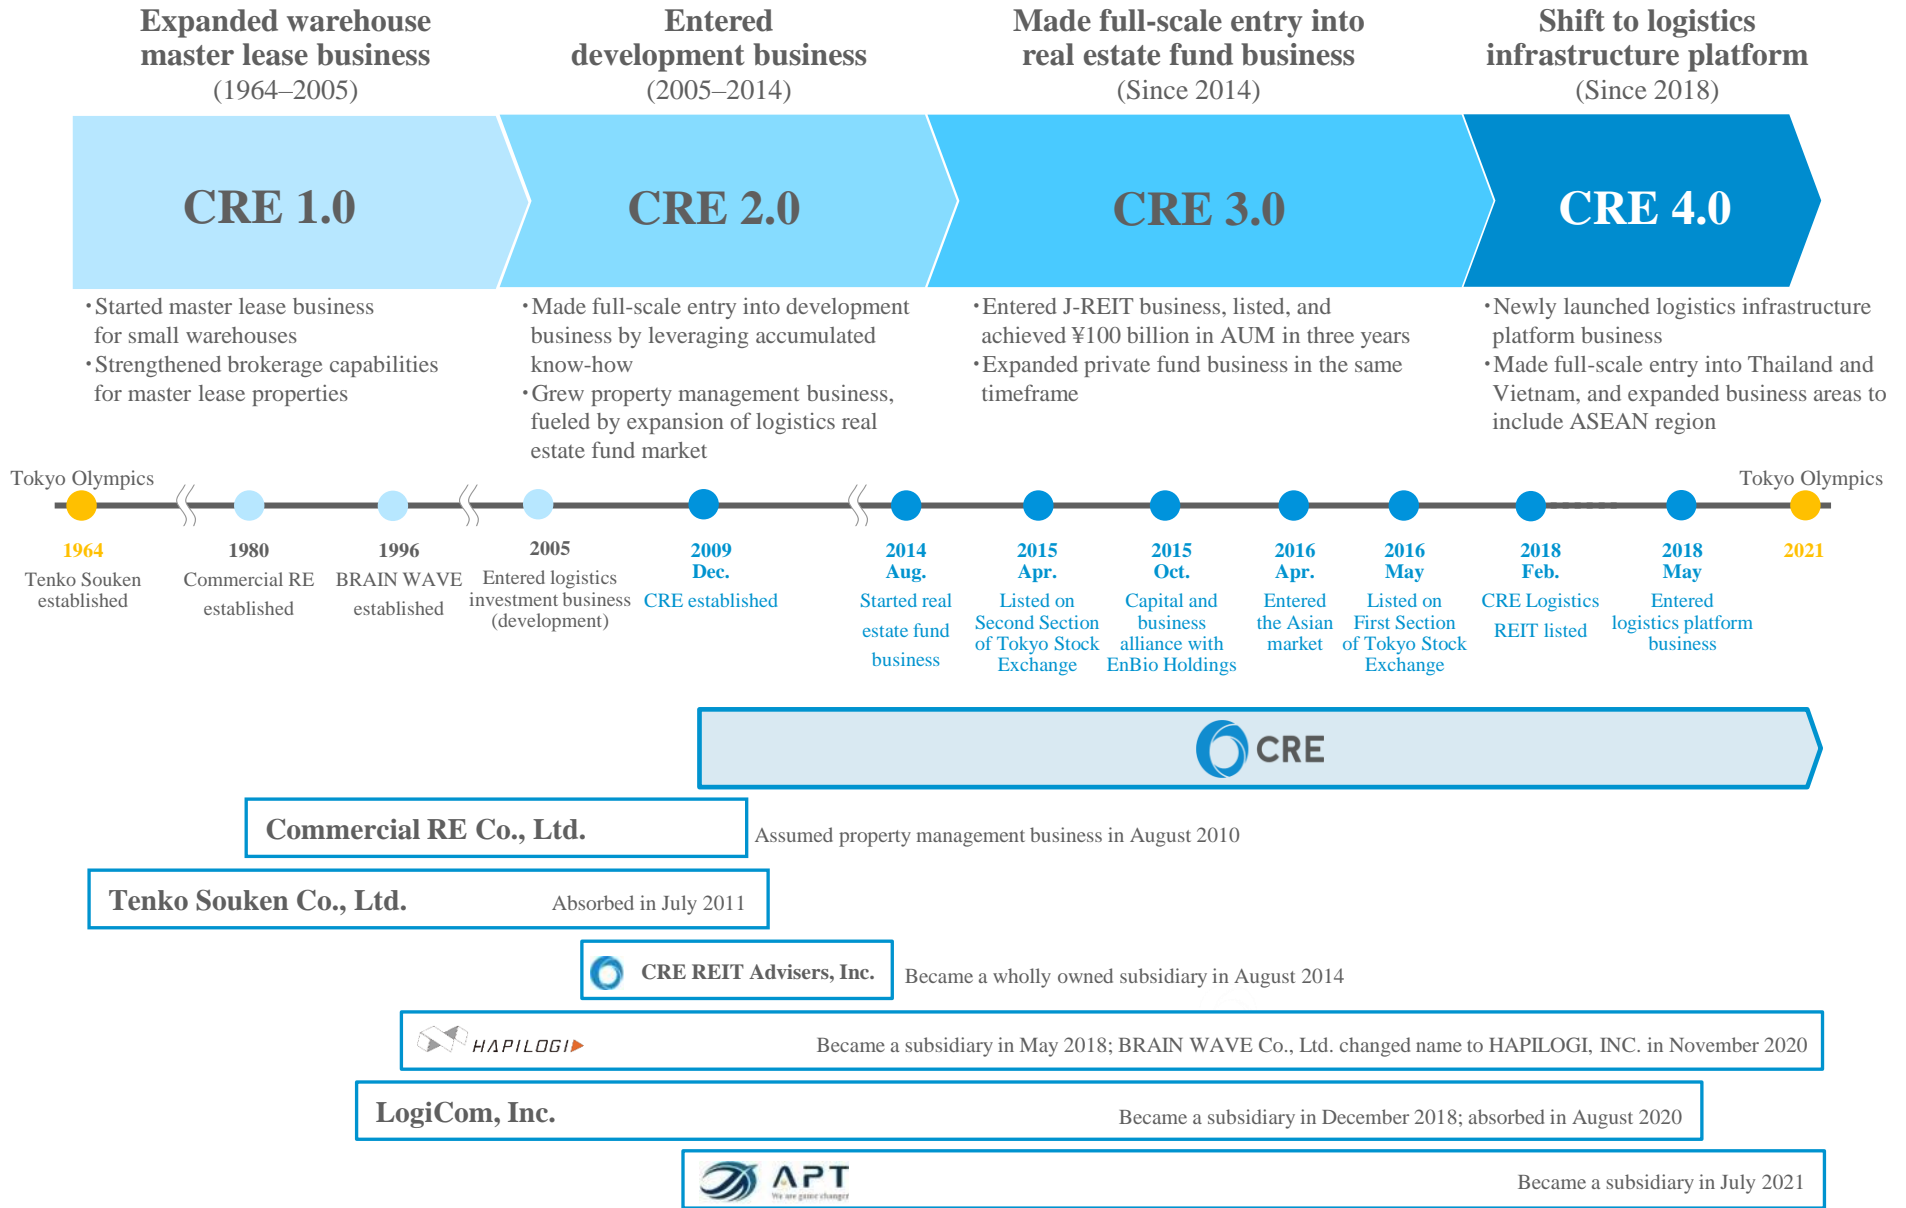 Expanded warehouse
master lease business
(1964–2005)
Entered
development business
(2005–2014)
Made full-scale entry into
real estate fund business
(Since 2014)
Shift to logistics
infrastructure platform
(Since 2018)
CRE 1.0
CRE 2.0
CRE 3.0
CRE 4.0
・Started master lease business
for small warehouses
・Strengthened brokerage capabilities
for master lease properties
・Made full-scale entry into development
business by leveraging accumulated
know-how
・Grew property management business,
fueled by expansion of logistics real
estate fund market
・Entered J-REIT business, listed, and
achieved ¥100 billion in AUM in three years
・Expanded private fund business in the same
timeframe
・Newly launched logistics infrastructure
platform business
・Made full-scale entry into Thailand and
Vietnam, and expanded business areas to
include ASEAN region
Tokyo Olympics
Tokyo Olympics
1964
Tenko Souken
established
1980
Commercial RE
established
1996
BRAIN WAVE
established
2005
Entered logistics
investment business
(development)
2009
Dec.
CRE established
2014
Aug.
Started real
estate fund
business
2015
Apr.
Listed on
Second Section
of Tokyo Stock
Exchange
2015
Oct.
Capital and
business
alliance with
EnBio Holdings
2016
Apr.
Entered
the Asian
market
2016
May
Listed on
First Section
of Tokyo Stock
Exchange
2018
Feb.
CRE Logistics
REIT listed
2018
May
Entered
logistics platform
business
2021
CRE
Commercial RE Co., Ltd.
Assumed property management business in August 2010
Tenko Souken Co., Ltd.
Absorbed in July 2011
CRE REIT Advisers, Inc.
Became a wholly owned subsidiary in August 2014
HAPILOGI
Became a subsidiary in May 2018; BRAIN WAVE Co., Ltd. changed name to HAPILOGI, INC. in November 2020
LogiCom, Inc.
Became a subsidiary in December 2018; absorbed in August 2020
APT
We are game changer
Became a subsidiary in July 2021